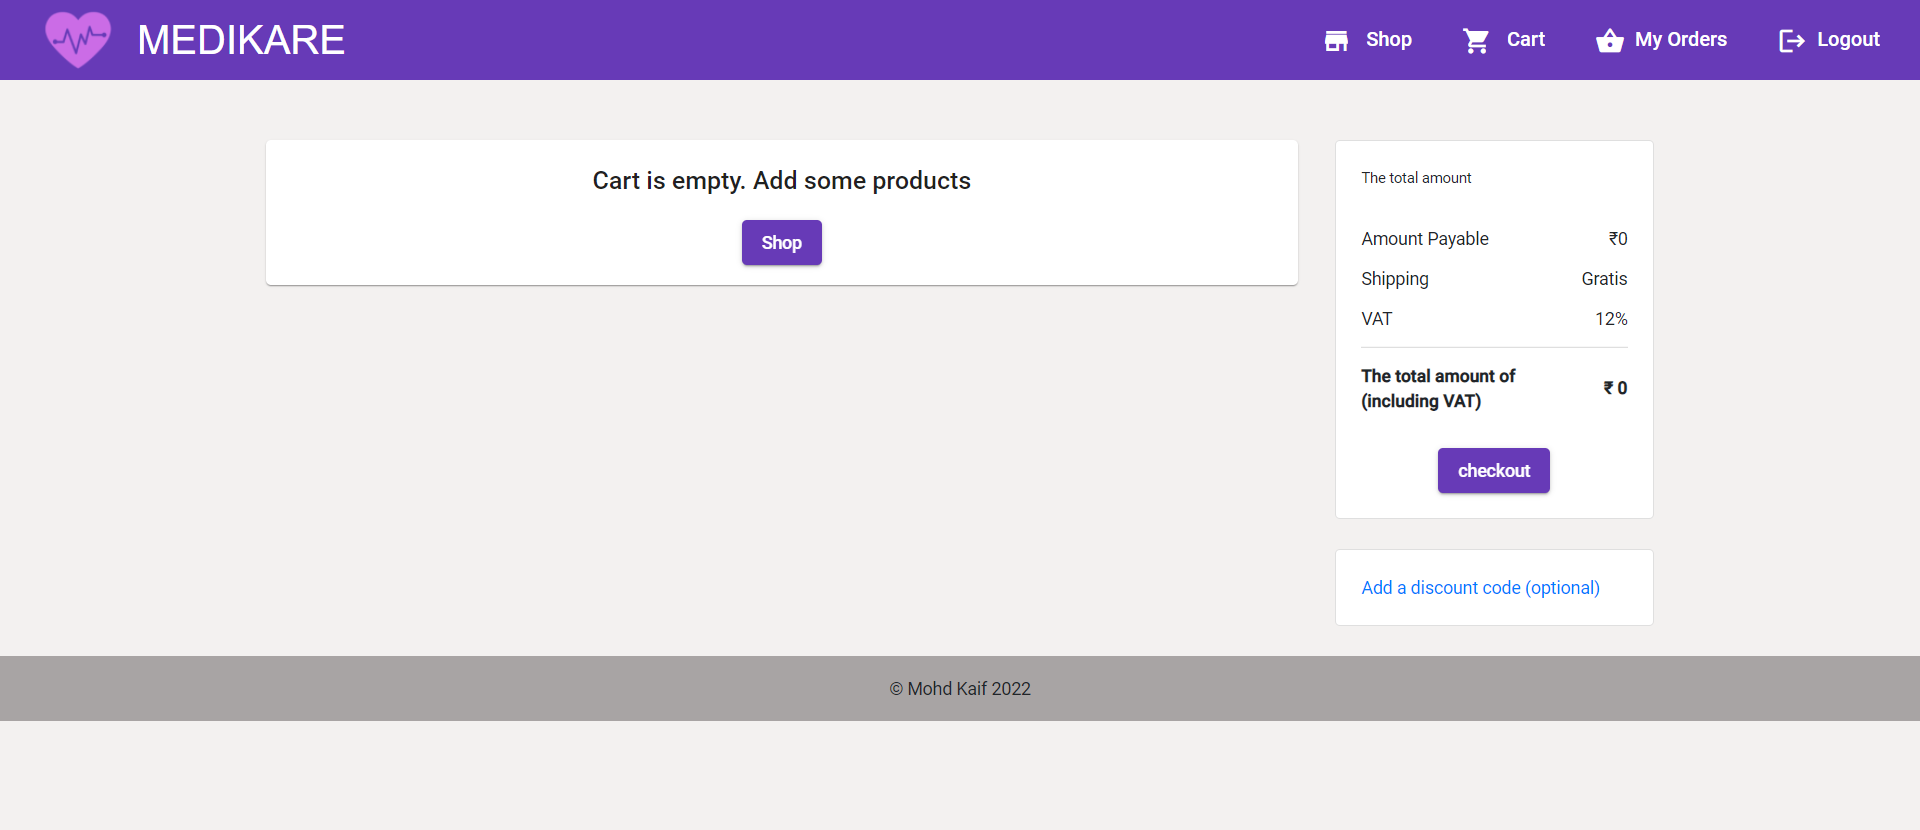 MEDIKARE
Shop
Cart
My Orders
Logout
Cart is empty. Add some products
Shop
The total amount
Amount Payable ₹0
Shipping Gratis
VAT 12%
The total amount of
(including VAT)
₹ 0
checkout
Add a discount code (optional)
© Mohd Kaif 2022